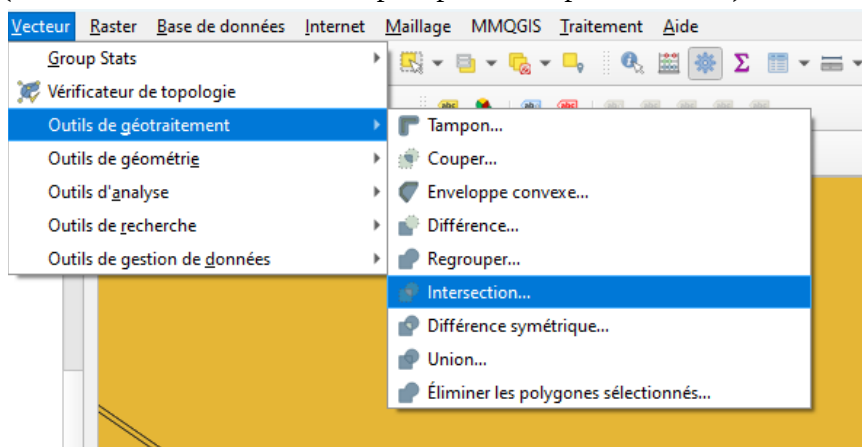 Vecteur Raster Base de données Internet Maillage MMQGIS Traitement Aide
Group Stats
Vérificateur de topologie
Outils de géotraitement
Outils de géométrie
Outils d'analyse
Outils de recherche
Outils de gestion de données
Tampon...
Couper...
Enveloppe convexe...
Différence...
Regrouper...
Intersection...
Différence symétrique...
Union...
Éliminer les polygones sélectionnés...